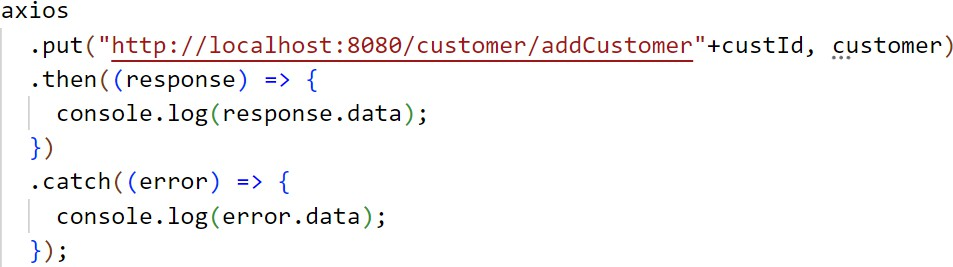 axios
.put("http://localhost:8080/customer/addCustomer"+custId, customer)
.then((response) => {
console.log(response.data);
})
.catch((error) => {
console.log(error.data);
});